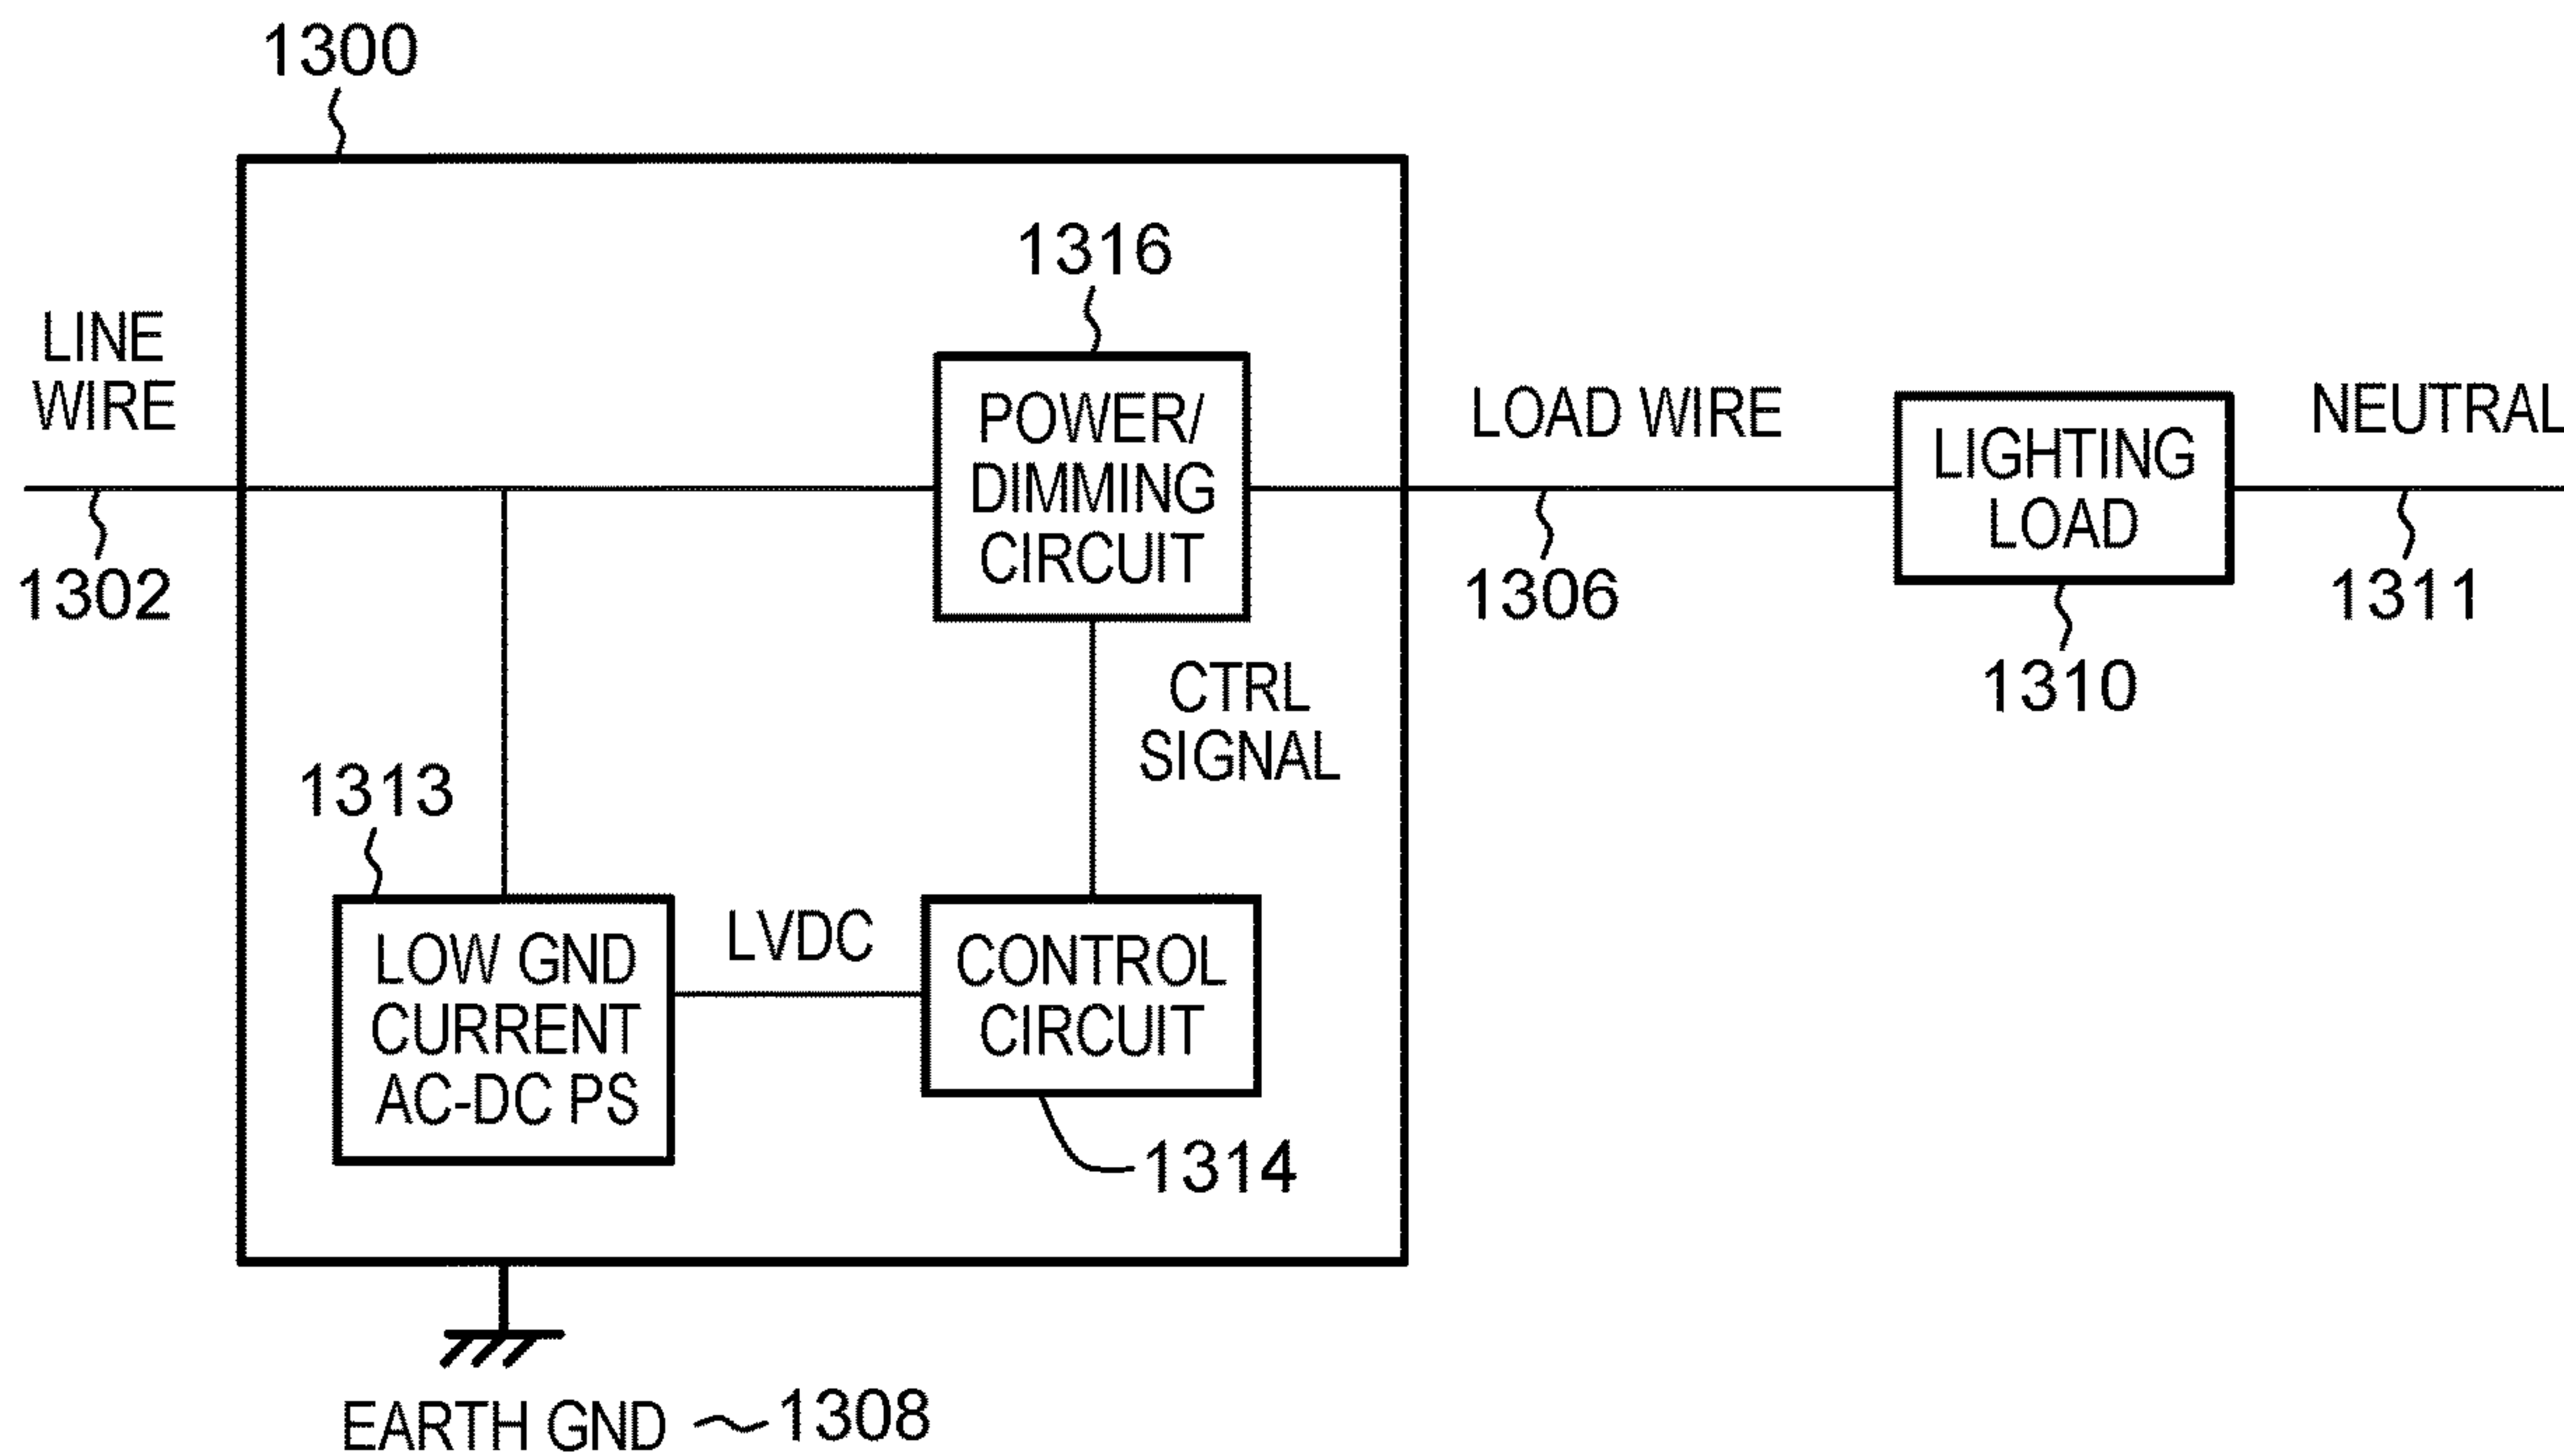 1300
1316
LINE
WIRE
POWER/
DIMMING
CIRCUIT
LOAD WIRE
LIGHTING
LOAD
NEUTRAL
1302
1306
1311
1310
CTRL
SIGNAL
1313
LOW GND
CURRENT
AC-DC PS
LVDC
CONTROL
CIRCUIT
1314
EARTH GND
1308